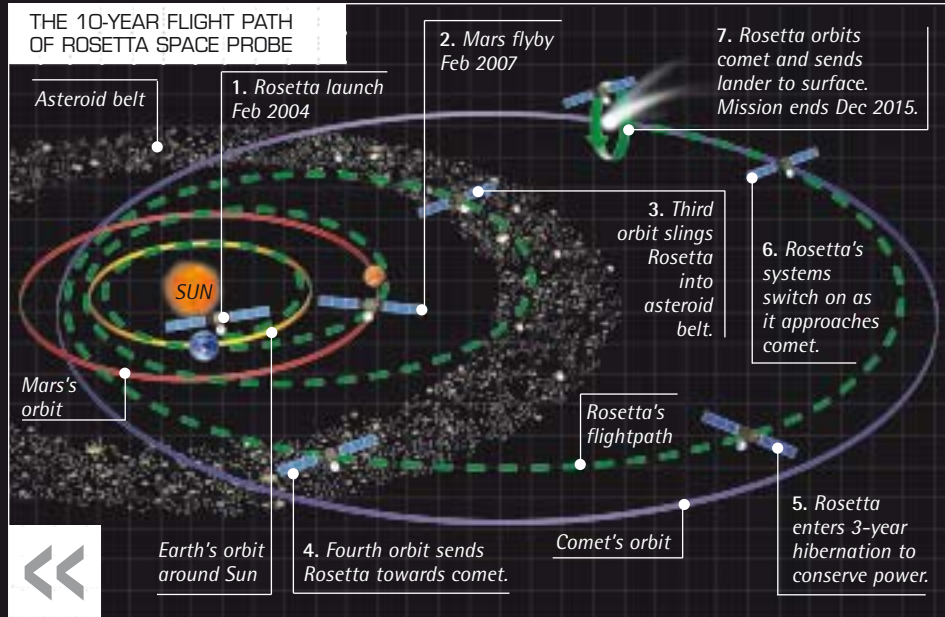 THE 10-YEAR FLIGHT PATH
OF ROSETTA SPACE PROBE
Asteroid belt
1. Rosetta launch
Feb 2004
2. Mars flyby
Feb 2007
7. Rosetta orbits
comet and sends
lander to surface.
Mission ends Dec 2015.
3. Third
orbit slings
Rosetta
into
asteroid
belt.
6. Rosetta's
systems
switch on as
it approaches
comet.
SUN
Mars's
orbit
Rosetta's
flightpath
Earth's orbit
around Sun
4. Fourth orbit sends
Rosetta towards comet.
Comet's orbit
5. Rosetta
enters 3-year
hibernation to
conserve power.